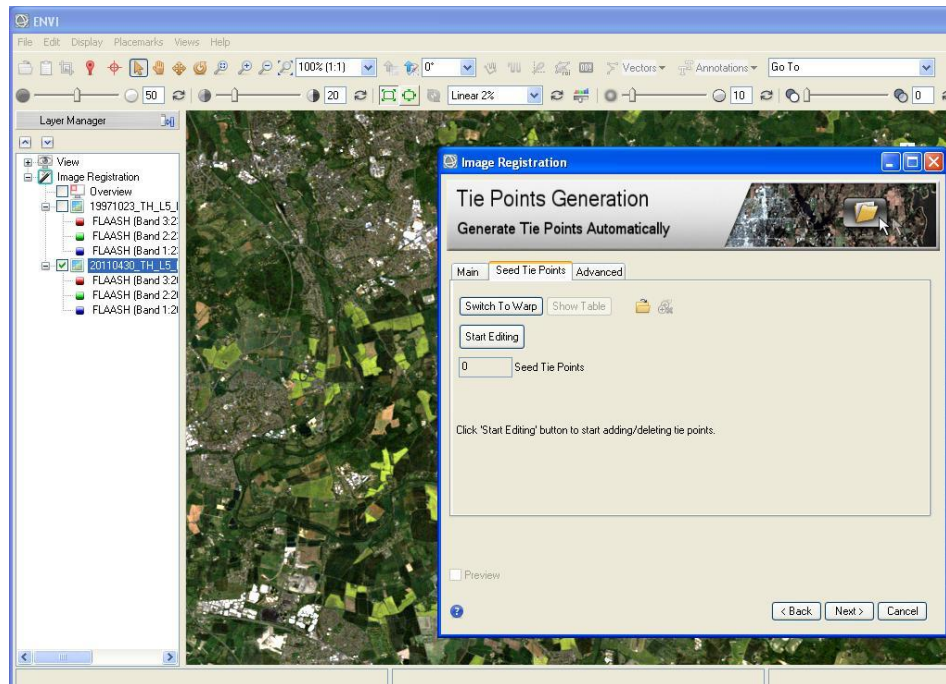 ENVI
File Edit Display Placemarks Views Help
100% (1:1) 0° Vectors Annotations Go To
50 20 Linear 2% 10 0
Layer Manager
View
Image Registration
Overview
19971023_TH_L5_
FLAASH (Band 3:2
FLAASH (Band 2:2
FLAASH (Band 1:2
20110430_TH_L5_
FLAASH (Band 3:20
FLAASH (Band 2:20
FLAASH (Band 1:20
Image Registration
Tie Points Generation
Generate Tie Points Automatically
Main Seed Tie Points Advanced
Switch To Warp Show Table
Start Editing
0 Seed Tie Points
Click 'Start Editing' button to start adding/deleting tie points.
Preview
< Back Next > Cancel